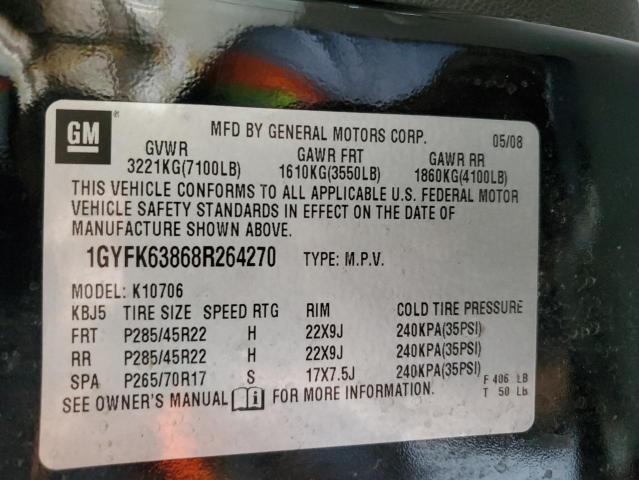 GM
MFD BY GENERAL MOTORS CORP. 05/08
GVWR GAWR FRT GAWR RR
3221KG(7100LB) 1610KG(3550LB) 1860KG(4100LB)
THIS VEHICLE CONFORMS TO ALL APPLICABLE U.S. FEDERAL MOTOR
VEHICLE SAFETY STANDARDS IN EFFECT ON THE DATE OF
MANUFACTURE SHOWN ABOVE.
1GYFK63868R264270 TYPE: M.P.V.
MODEL: K10706
KBJ5 TIRE SIZE SPEED RTG RIM COLD TIRE PRESSURE
FRT P285/45R22 H 22X9J 240KPA(35PSI)
RR P285/45R22 H 22X9J 240KPA(35PSI)
SPA P265/70R17 S 17X7.5J 240KPA(35PSI)
F 406 LB
T 50 LB
SEE OWNER'S MANUAL FOR MORE INFORMATION.